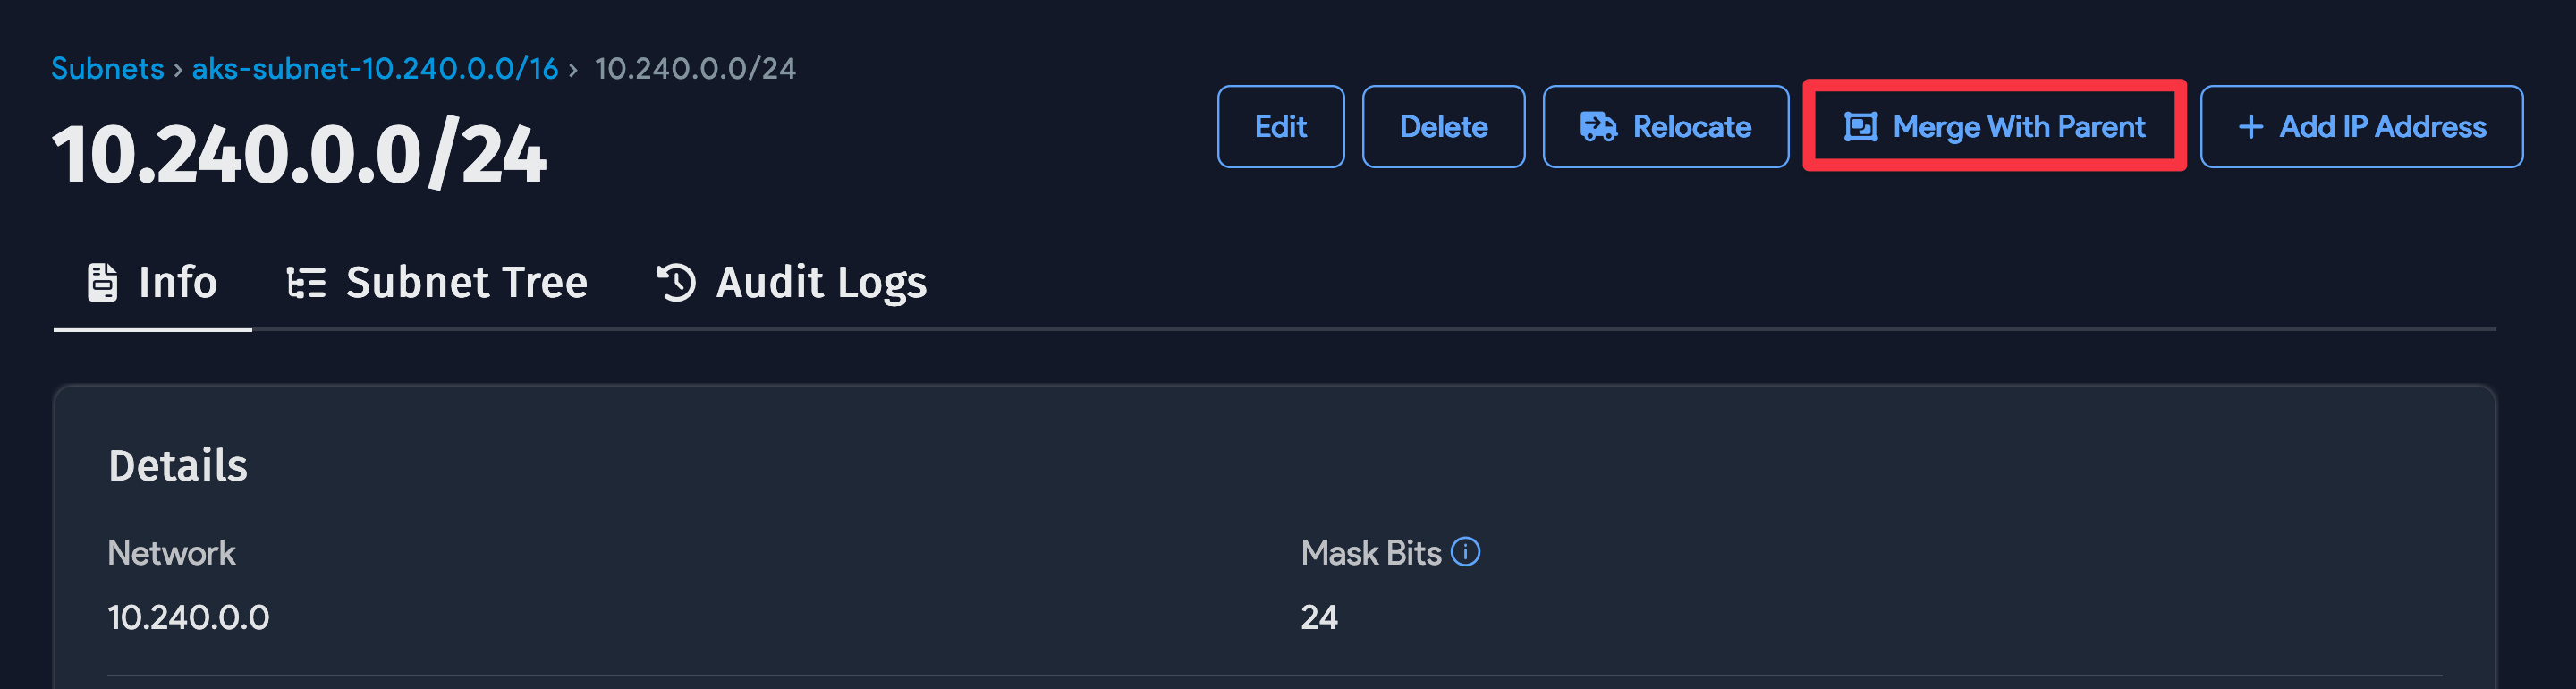 Subnets › aks-subnet-10.240.0.0/16 › 10.240.0.0/24
10.240.0.0/24
Edit
Delete
Relocate
Merge With Parent
+ Add IP Address
Info
Subnet Tree
Audit Logs
Details
Network
10.240.0.0
Mask Bits
24